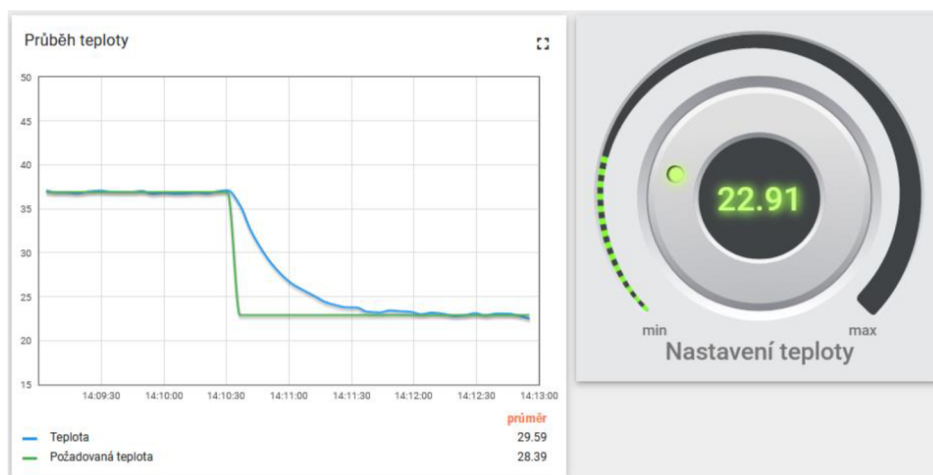 Průběh teploty
50
45
40
35
30
25
20
15
14:09:30 14:10:00 14:10:30 14:11:00 14:11:30 14:12:00 14:12:30 14:13:00
průměr
Teplota 29.59
Požadovaná teplota 28.39
22.91
min max
Nastavení teploty